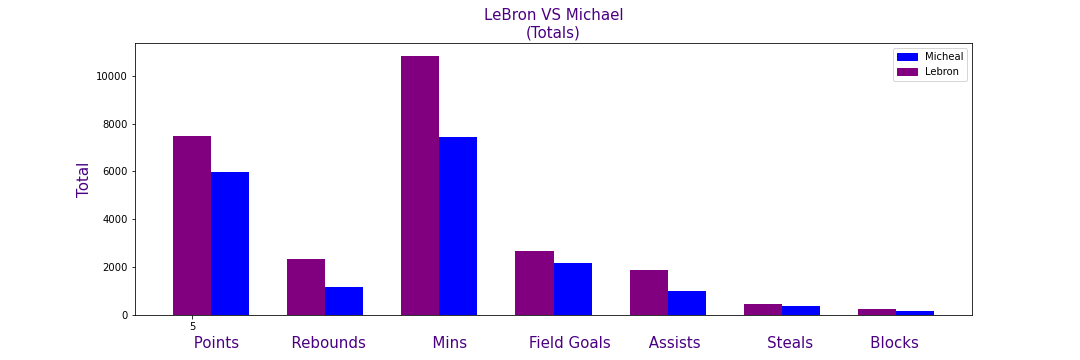 LeBron VS Michael
(Totals)
Micheal
Lebron
10000
8000
6000
4000
2000
0
Total
5
Points Rebounds Mins Field Goals Assists Steals Blocks